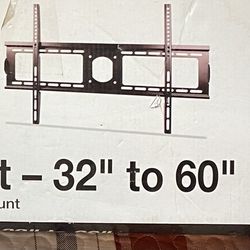 t – 32" to 60"
unt